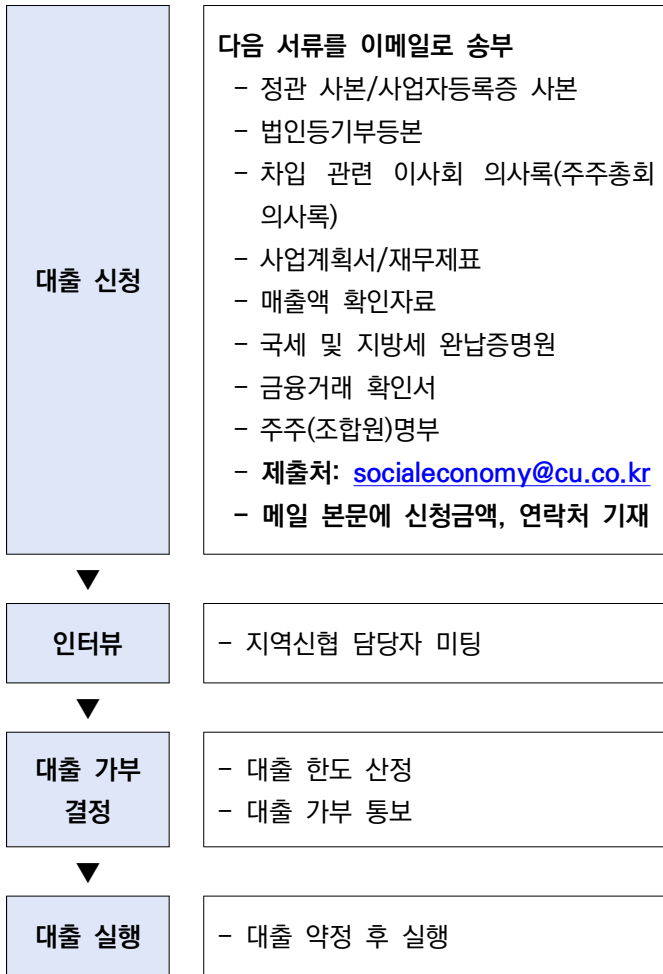 대출 신청
다음 서류를 이메일로 송부
- 정관 사본/사업자등록증 사본
- 법인등기부등본
- 차입 관련 이사회 의사록(주주총회
의사록)
- 사업계획서/재무제표
- 매출액 확인자료
- 국세 및 지방세 완납증명원
- 금융거래 확인서
- 주주(조합원)명부
- 제출처: socialeconomy@cu.co.kr
- 메일 본문에 신청금액, 연락처 기재
▼
인터뷰
- 지역신협 담당자 미팅
▼
대출 가부
결정
- 대출 한도 산정
- 대출 가부 통보
▼
대출 실행
- 대출 약정 후 실행